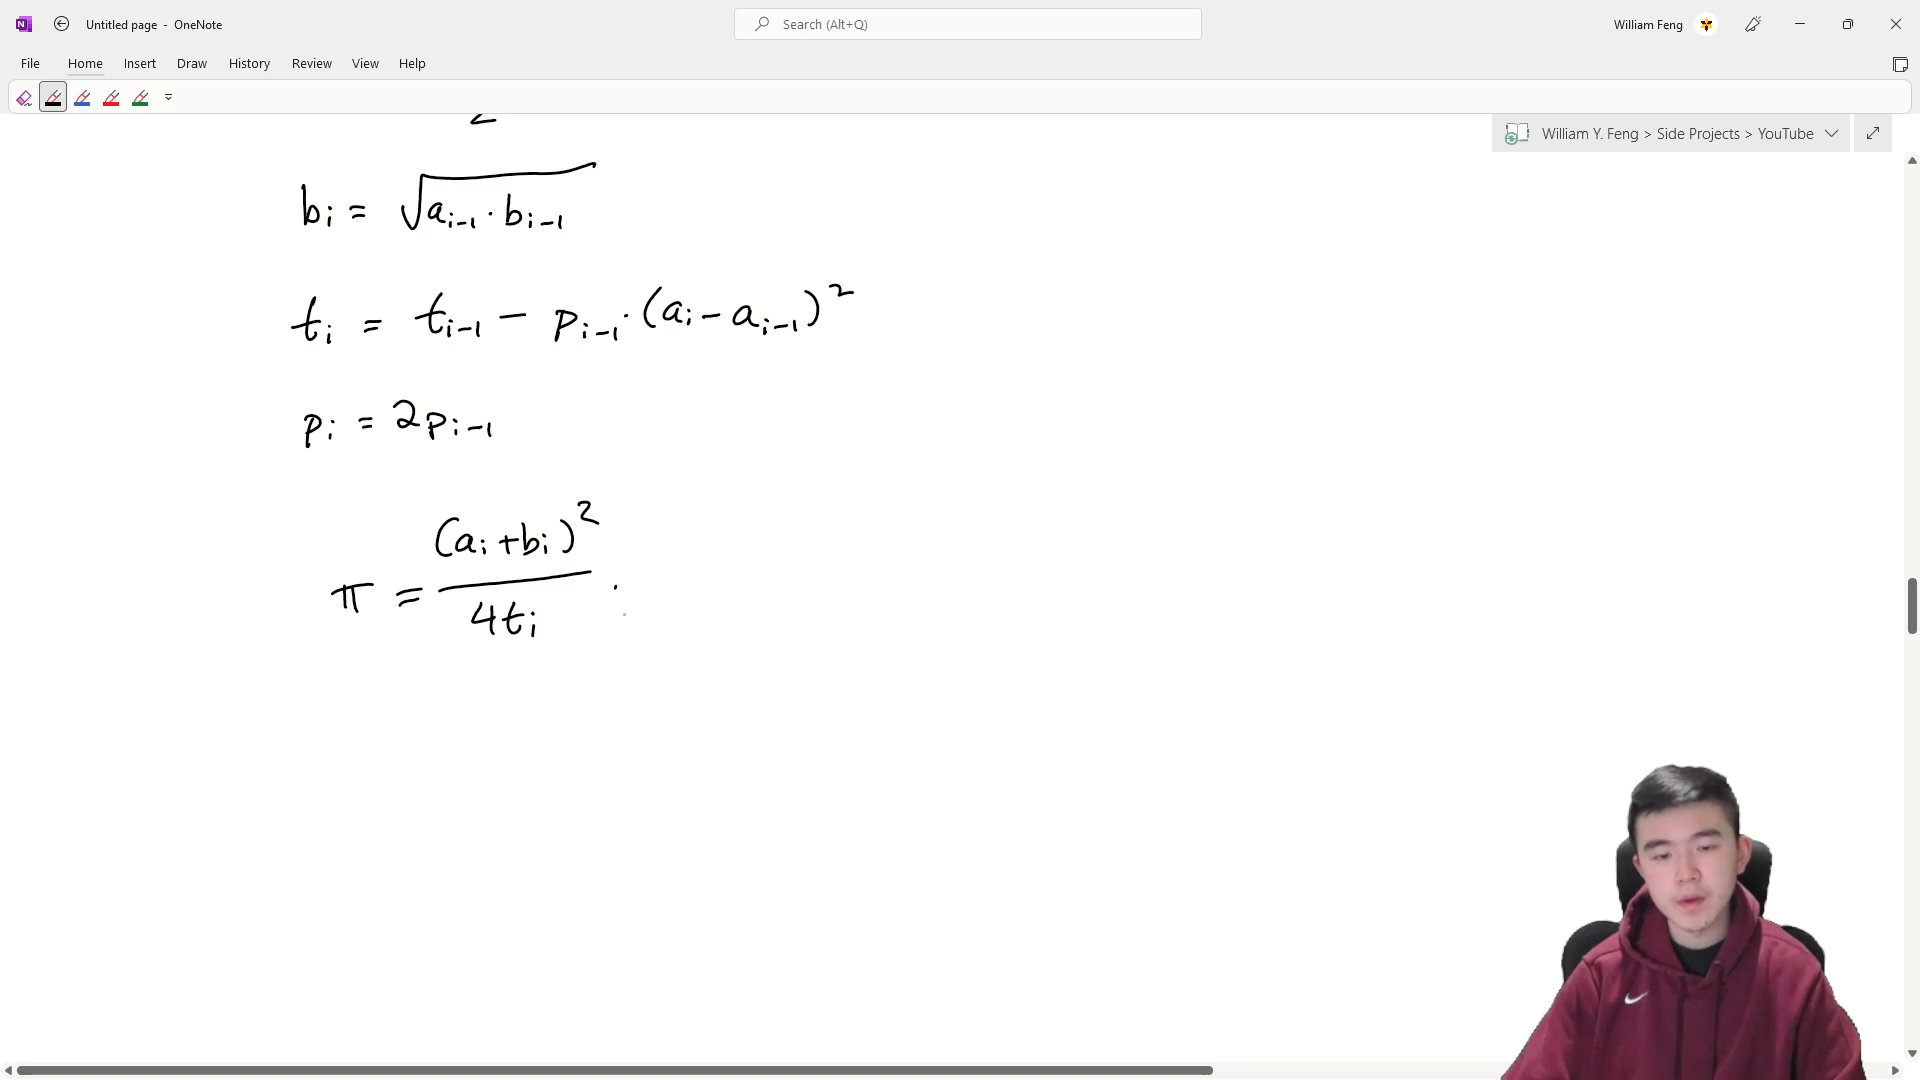 Untitled page - OneNote
Search (Alt+Q)
William Feng
File Home Insert Draw History Review View Help
William Y. Feng > Side Projects > YouTube
2
bᵢ = √(aᵢ₋₁ · bᵢ₋₁)
tᵢ = tᵢ₋₁ − pᵢ₋₁ · (aᵢ − aᵢ₋₁)²
pᵢ = 2pᵢ₋₁
(aᵢ + bᵢ)²
π = ―――― .
4tᵢ